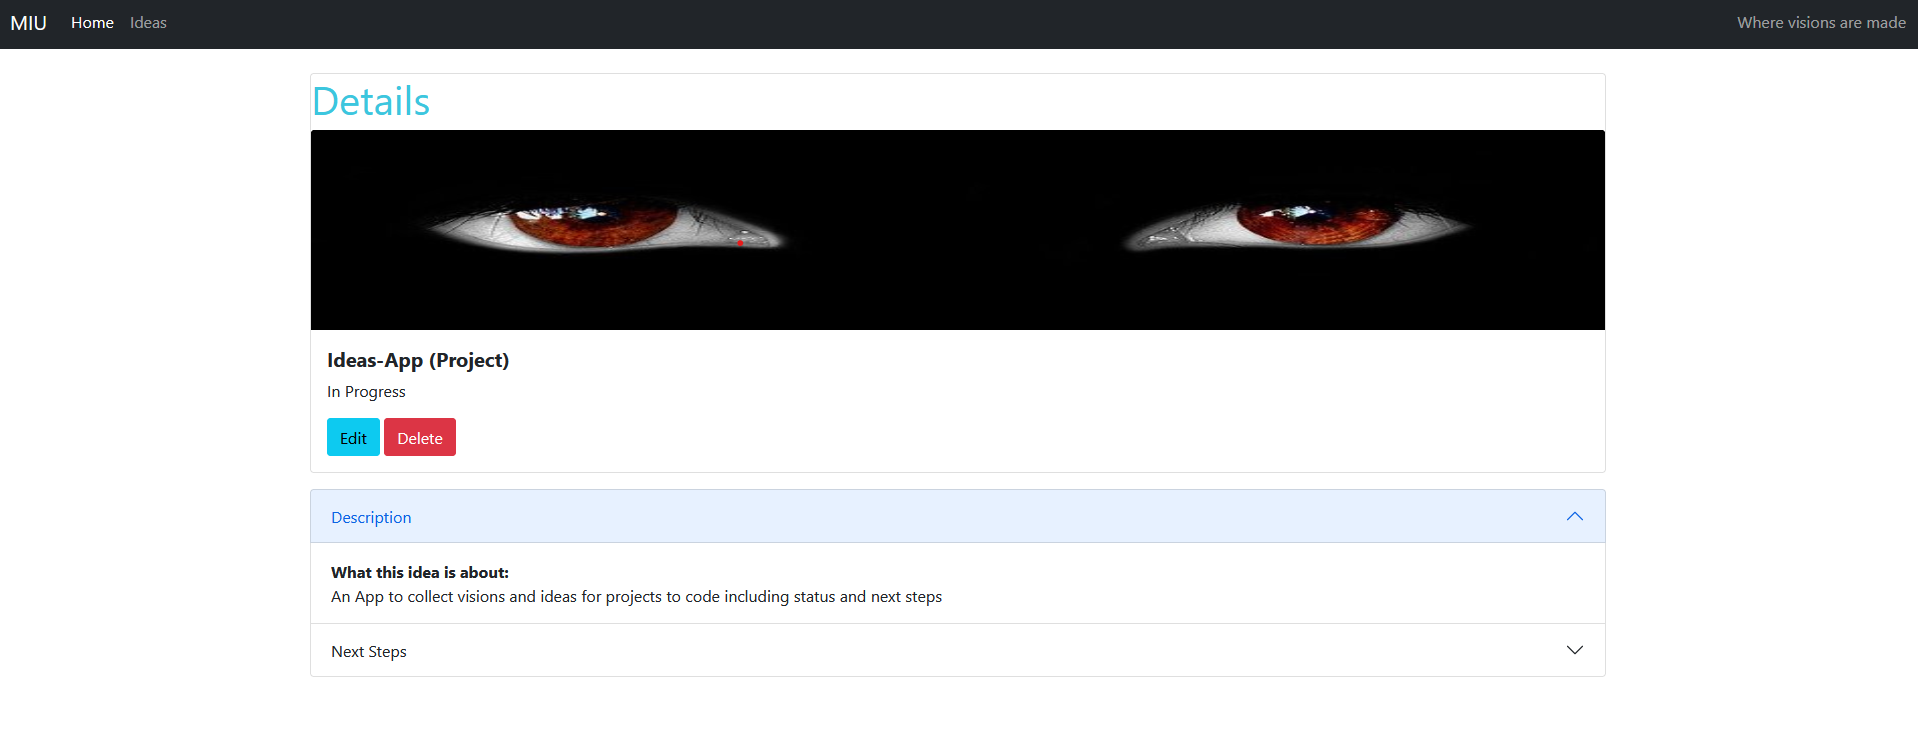 MIU Home Ideas Where visions are made
Details
Ideas-App (Project)
In Progress
Edit Delete
Description
What this idea is about:
An App to collect visions and ideas for projects to code including status and next steps
Next Steps